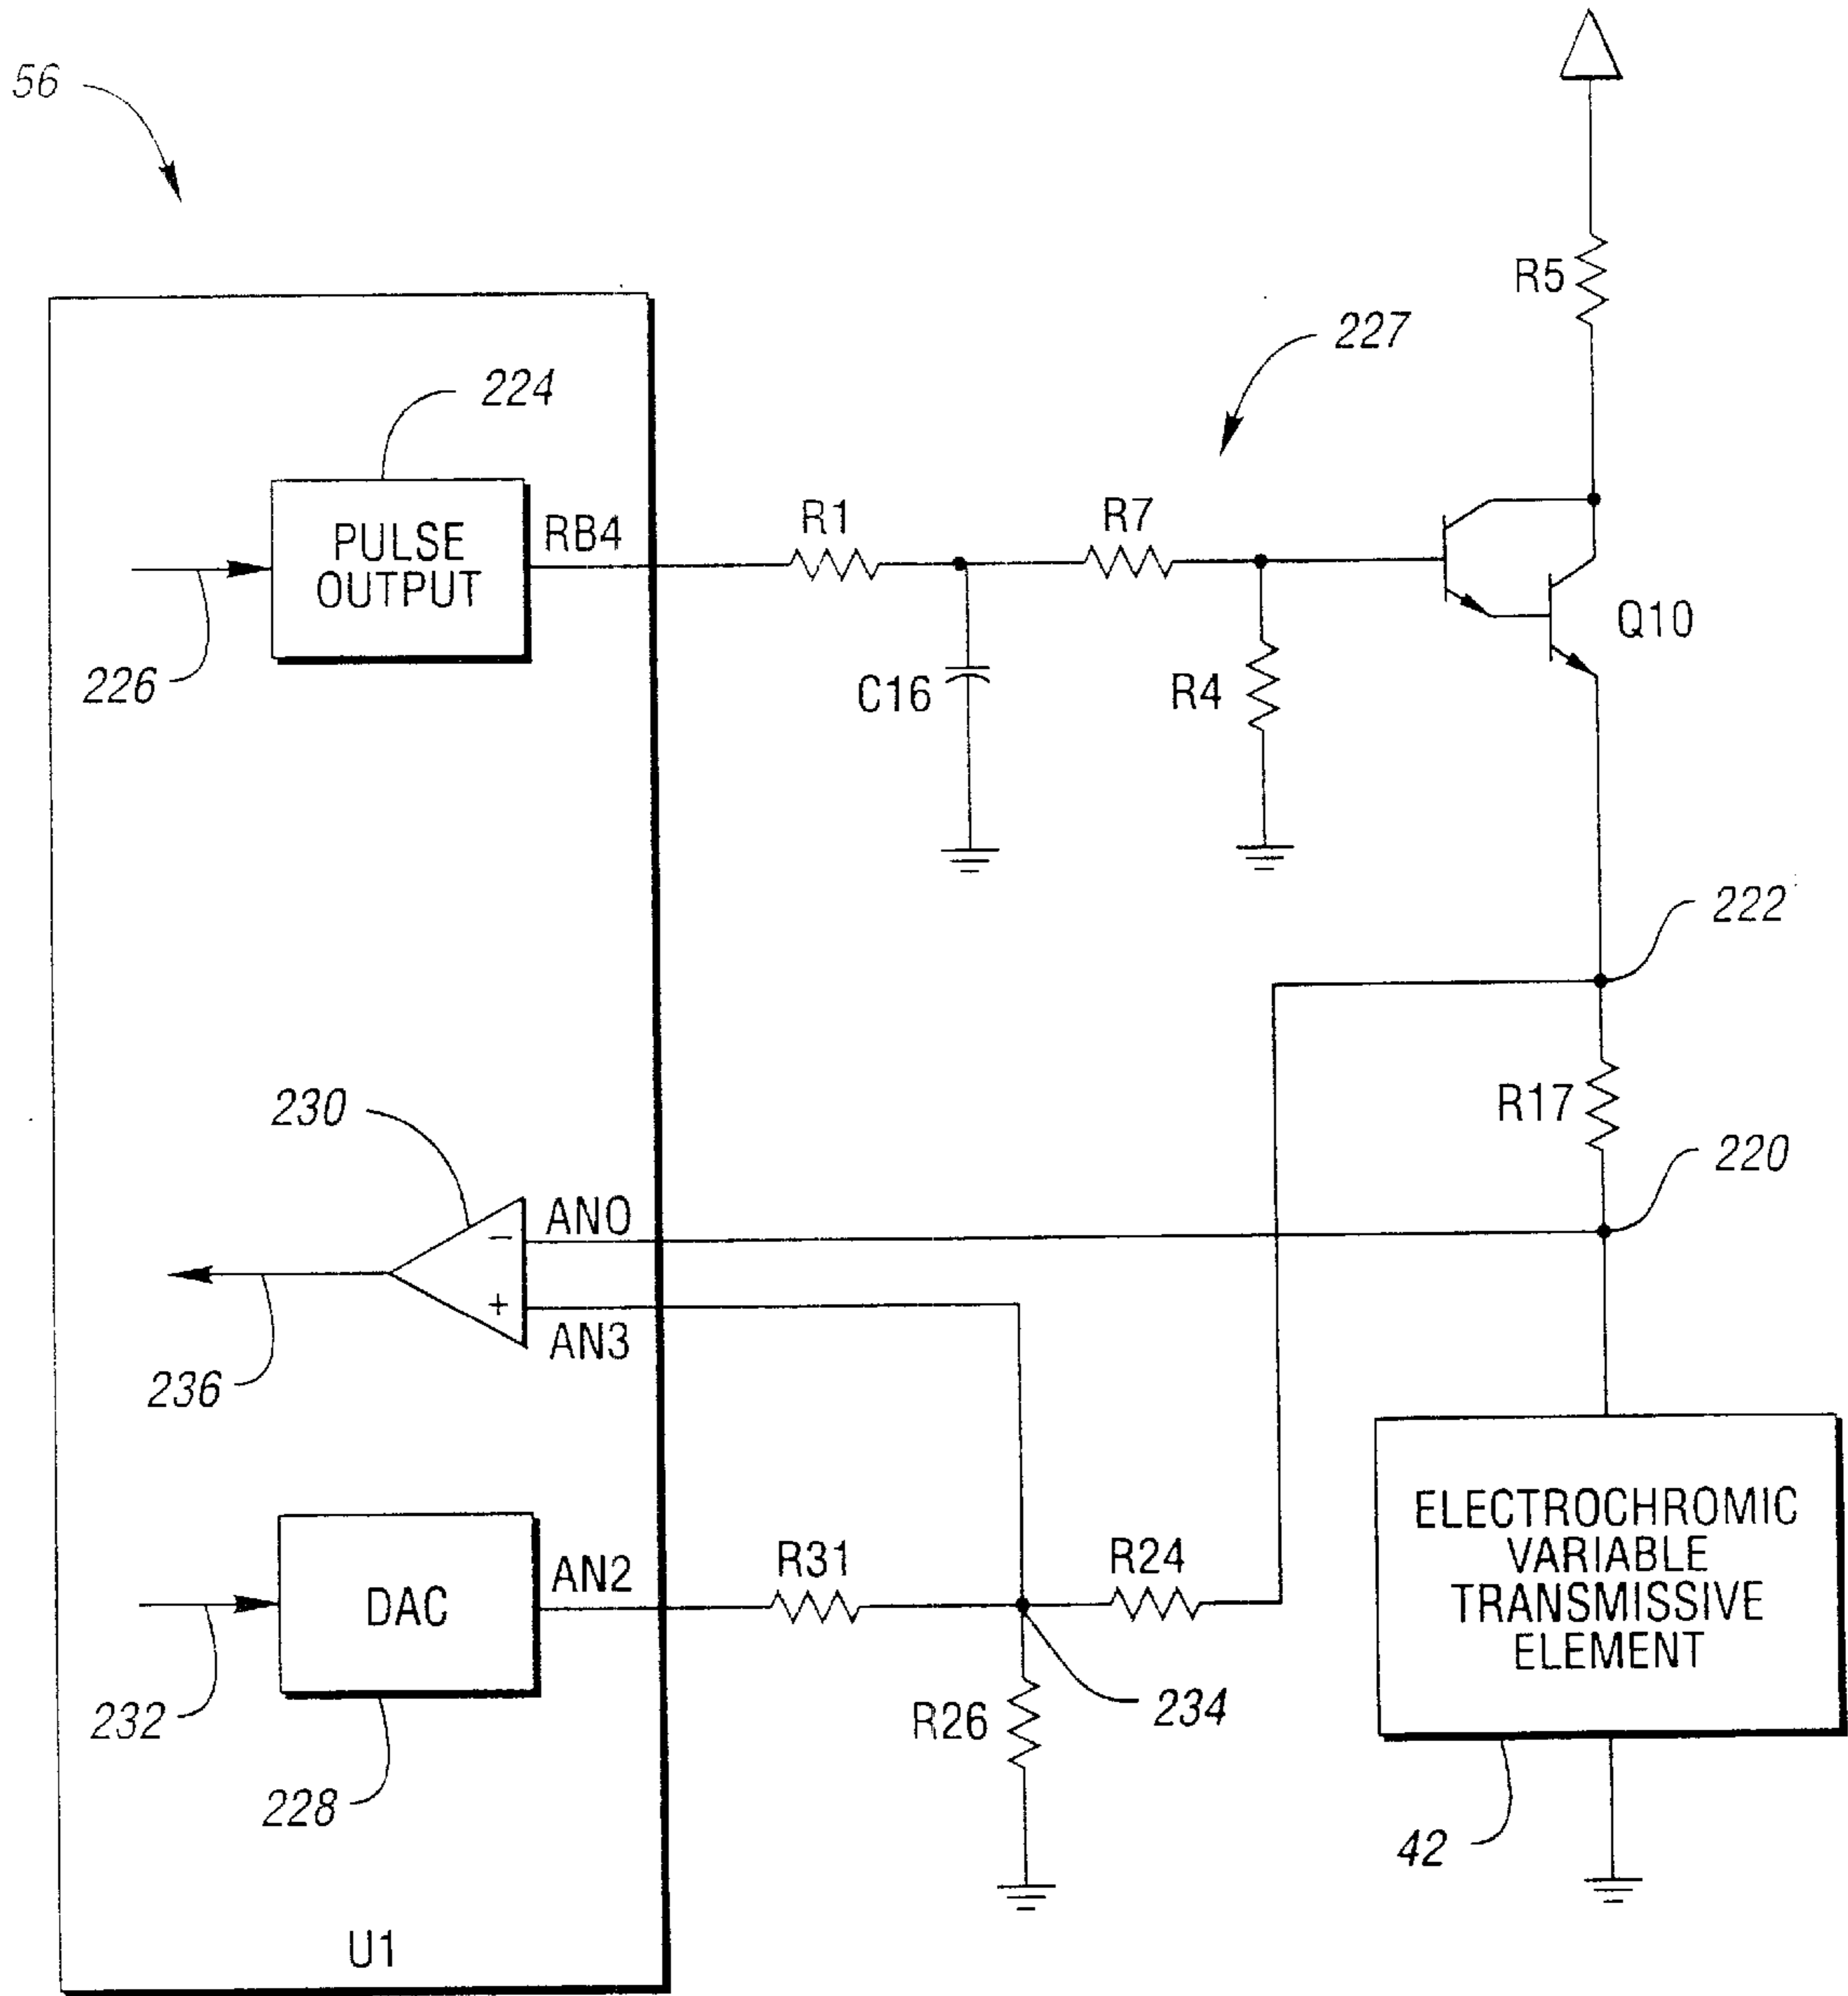 56
R5
227
224
PULSE
OUTPUT
RB4
R1
R7
Q10
226
C16
R4
222
R17
230
AN0
220
−
+
AN3
236
ELECTROCHROMIC
VARIABLE
TRANSMISSIVE
ELEMENT
DAC
AN2
R31
R24
232
R26
234
228
42
U1